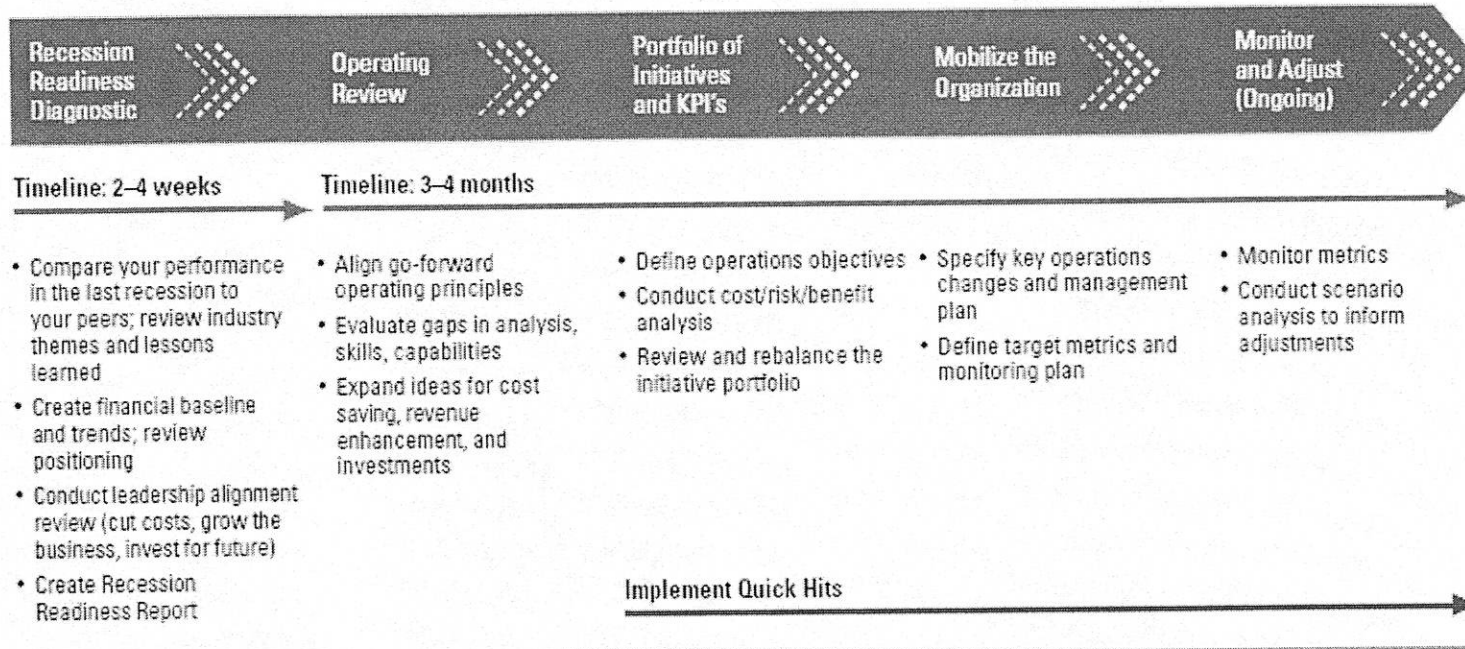 Recession
Readiness
Diagnostic
Operating
Review
Portfolio of
Initiatives
and KPI's
Mobilize the
Organization
Monitor
and Adjust
(Ongoing)
Timeline: 2–4 weeks
Timeline: 3–4 months
• Compare your performance
in the last recession to
your peers; review industry
themes and lessons
learned
• Create financial baseline
and trends; review
positioning
• Conduct leadership alignment
review (cut costs, grow the
business, invest for future)
• Create Recession
Readiness Report
• Align go-forward
operating principles
• Evaluate gaps in analysis,
skills, capabilities
• Expand ideas for cost
saving, revenue
enhancement, and
investments
• Define operations objectives
• Conduct cost/risk/benefit
analysis
• Review and rebalance the
initiative portfolio
• Specify key operations
changes and management
plan
• Define target metrics and
monitoring plan
• Monitor metrics
• Conduct scenario
analysis to inform
adjustments
Implement Quick Hits